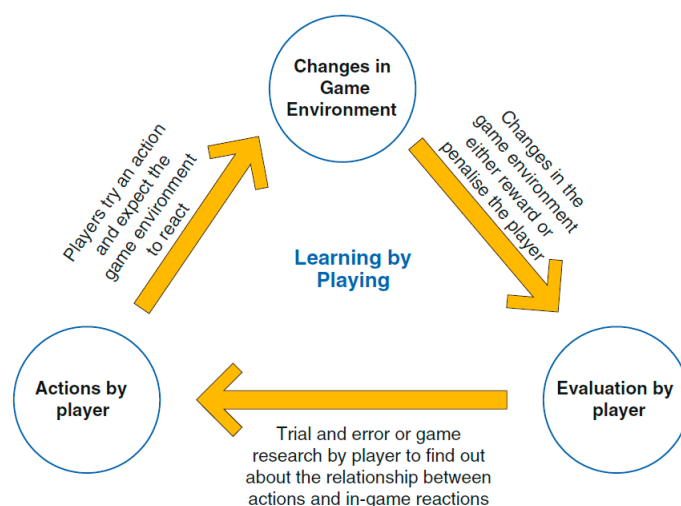 Changes in
Game
Environment
Players try an action
and expect the
game environment
to react
Changes in the
game environment
either reward or
penalise the player
Learning by
Playing
Actions by
player
Evaluation by
player
Trial and error or game
research by player to find out
about the relationship between
actions and in-game reactions